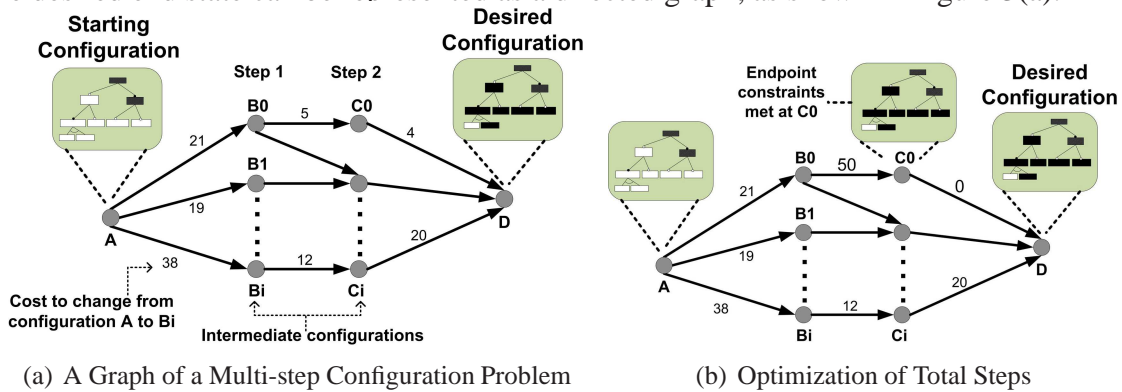 Starting
Configuration
Desired
Configuration
Step 1
Step 2
B0
5
C0
4
21
B1
19
A
D
38
12
20
Bi
Ci
Cost to change from
configuration A to Bi
Intermediate configurations
(a) A Graph of a Multi-step Configuration Problem
Endpoint
constraints
met at C0
Desired
Configuration
B0
50
C0
0
21
B1
19
A
D
38
12
20
Bi
Ci
(b) Optimization of Total Steps